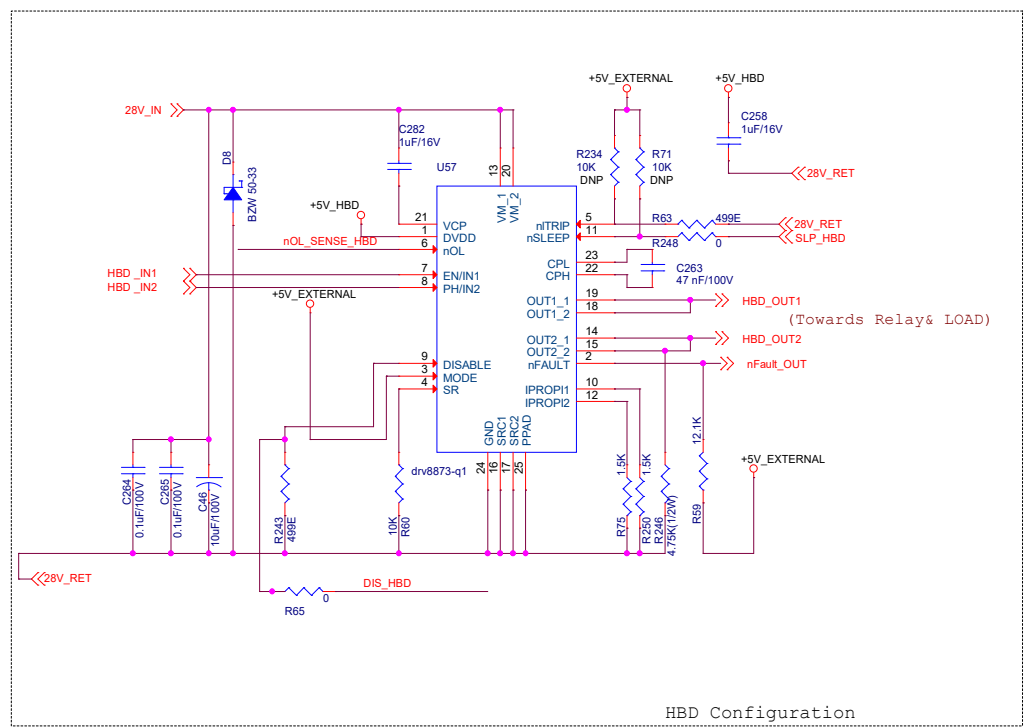 +5V_EXTERNAL
+5V_HBD
28V_IN
C258
1uF/16V
C282
1uF/16V
D8
BZW 50-33
U57
R234
10K
DNP
R71
10K
DNP
28V_RET
13
20
VM_1
VM_2
+5V_HBD
21
VCP
1
DVDD
6
nOL
nOL_SENSE_HBD
nITRIP
5
R63
499E
28V_RET
nSLEEP
11
R248
0
SLP_HBD
CPL
23
CPH
22
C263
47 nF/100V
HBD _IN1
HBD _IN2
7
EN/IN1
8
PH/IN2
+5V_EXTERNAL
OUT1_1
19
OUT1_2
18
HBD_OUT1
(Towards Relay& LOAD)
OUT2_1
14
OUT2_2
15
HBD_OUT2
nFAULT
2
nFault_OUT
9
DISABLE
3
MODE
4
SR
IPROPI1
10
IPROPI2
12
GND
SRC1
SRC2
PPAD
24
16
17
25
drv8873-q1
12.1K
R59
+5V_EXTERNAL
C264
0.1uF/100V
C265
0.1uF/100V
C46
10uF/100V
R243
499E
10K
R60
1.5K
R75
1.5K
R250
R246
4.75K(1/2W)
28V_RET
DIS_HBD
R65
0
HBD Configuration